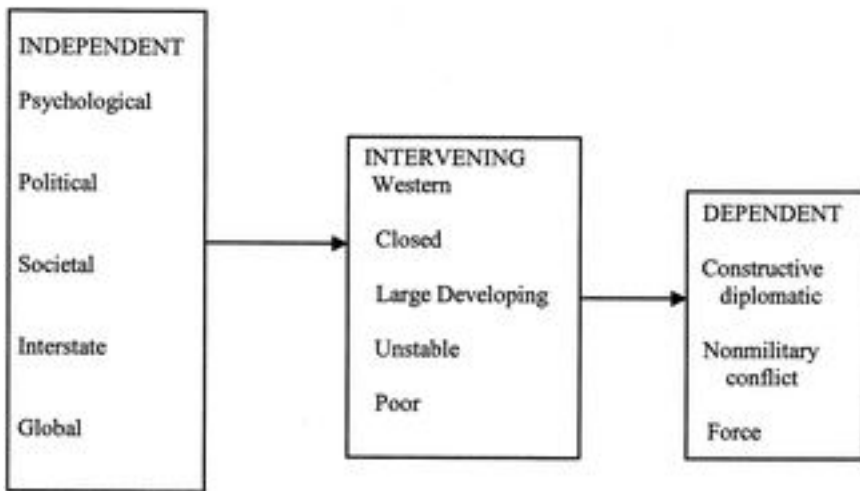 INDEPENDENT
Psychological
Political
Societal
Interstate
Global
INTERVENING
Western
Closed
Large Developing
Unstable
Poor
DEPENDENT
Constructive
diplomatic
Nonmilitary
conflict
Force